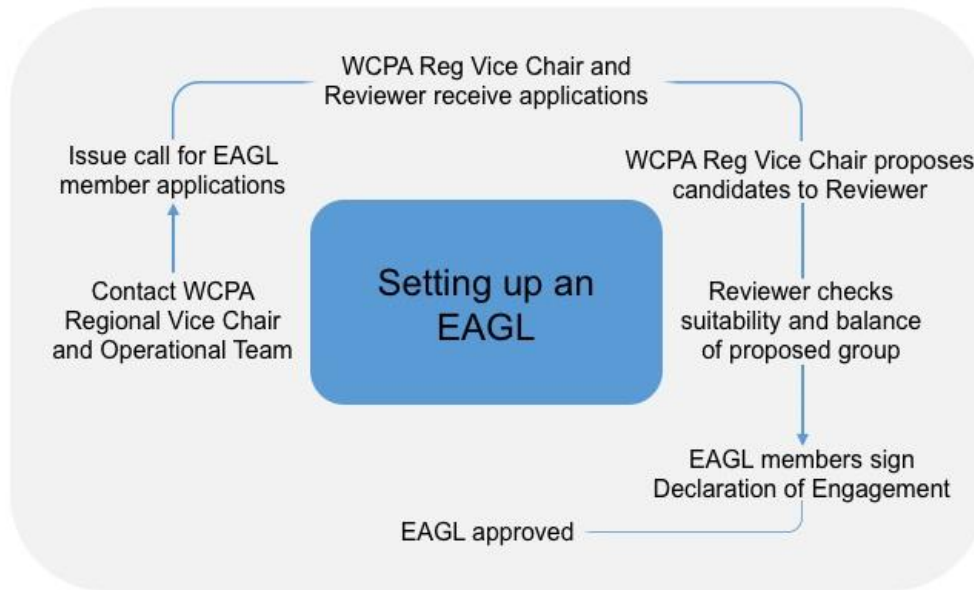 WCPA Reg Vice Chair and
Reviewer receive applications
Issue call for EAGL
member applications
WCPA Reg Vice Chair proposes
candidates to Reviewer
Contact WCPA
Regional Vice Chair
and Operational Team
Setting up an
EAGL
Reviewer checks
suitability and balance
of proposed group
EAGL members sign
Declaration of Engagement
EAGL approved